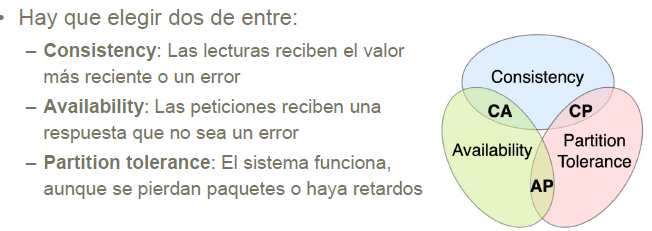 • Hay que elegir dos de entre:
– Consistency: Las lecturas reciben el valor
más reciente o un error
– Availability: Las peticiones reciben una
respuesta que no sea un error
– Partition tolerance: El sistema funciona,
aunque se pierdan paquetes o haya retardos
Consistency
CA
CP
Availability
Partition
Tolerance
AP